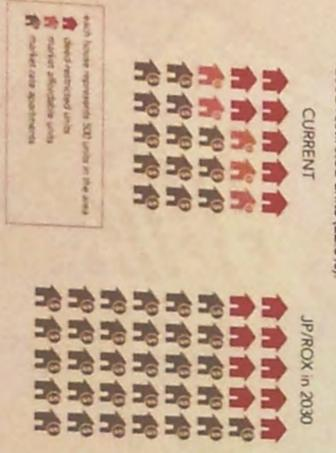 CURRENT
JP/ROX in 2030
each house represents 500 units in the area
deed-restricted units
market affordable units
market rate apartments